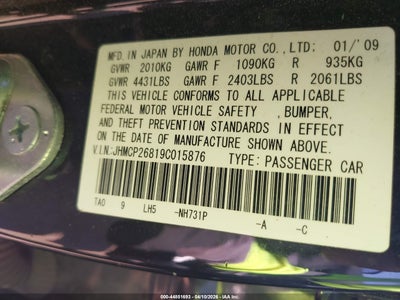 MFD. IN JAPAN BY HONDA MOTOR CO., LTD: 01/'09
GVWR 2010KG GAWR F 1090KG R 935KG
GVWR 4431LBS GAWR F 2403LBS R 2061LBS
THIS VEHICLE CONFORMS TO ALL APPLICABLE
FEDERAL MOTOR VEHICLE SAFETY , BUMPER,
AND THEFT PREVENTION STANDARDS IN EFFECT
ON THE DATE OF MANUFACTURE SHOWN ABOVE.
V.I.N:JHMCP26819C015876 TYPE: PASSENGER CAR
TA0 9 LH5 -NH731P -A -C
000-44851693 - 04/10/2026 - IAA Inc.